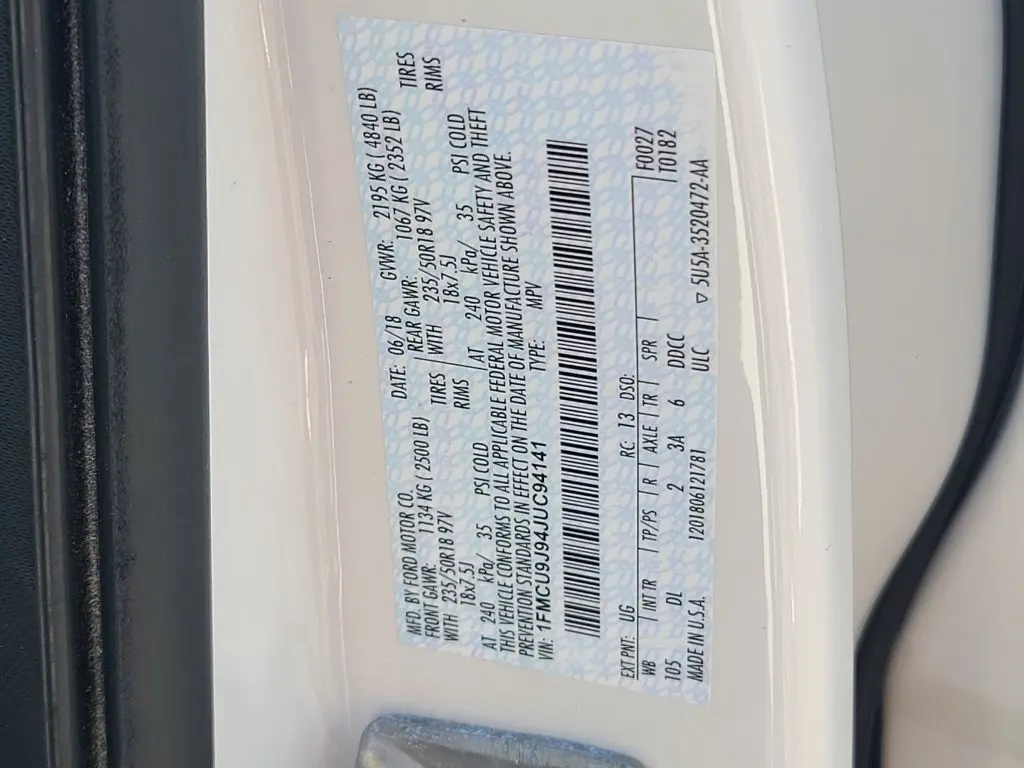 MFD. BY FORD MOTOR CO. DATE: 06/18 GVWR: 2195 KG ( 4840 LB)
FRONT GAWR: 1134 KG ( 2500 LB) REAR GAWR: 1067 KG ( 2352 LB)
WITH 235/50R18 97V TIRES WITH 235/50R18 97V TIRES
18x7.5J RIMS 18x7.5J RIMS
AT 240 kPa/ 35 PSI COLD AT 240 kPa/ 35 PSI COLD
THIS VEHICLE CONFORMS TO ALL APPLICABLE FEDERAL MOTOR VEHICLE SAFETY AND THEFT
PREVENTION STANDARDS IN EFFECT ON THE DATE OF MANUFACTURE SHOWN ABOVE.
VIN: 1FMCU9J94JUC94141 TYPE: MPV
EXT PNT: UG RC: 13 DSO: F0027
WB INT TR TP/PS R AXLE TR SPR T0182
105 DL 2 3A 6 DDCC
MADE IN U.S.A. 1201806121781 ULC 5U5A-3520472-AA